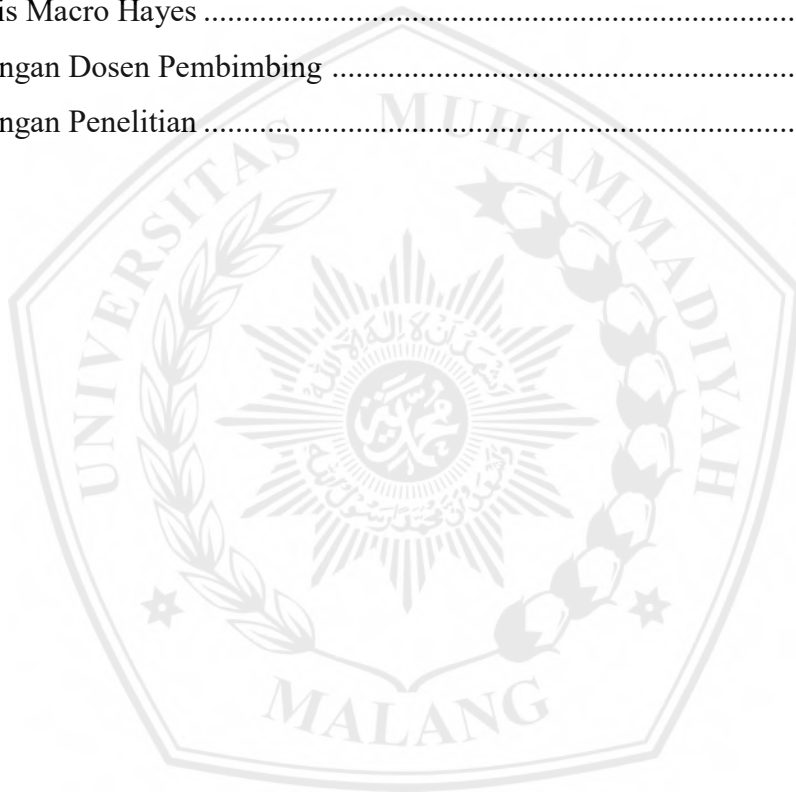 is Macro Hayes ..........................................................................
ngan Dosen Pembimbing ..........................................................
ngan Penelitian ..........................................................................
UNIVERSITAS MUHAMMADIYAH
MALANG